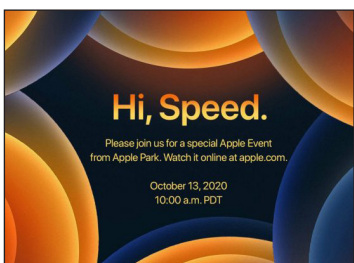 Hi, Speed.
Please join us for a special Apple Event
from Apple Park. Watch it online at apple.com.
October 13, 2020
10:00 a.m. PDT